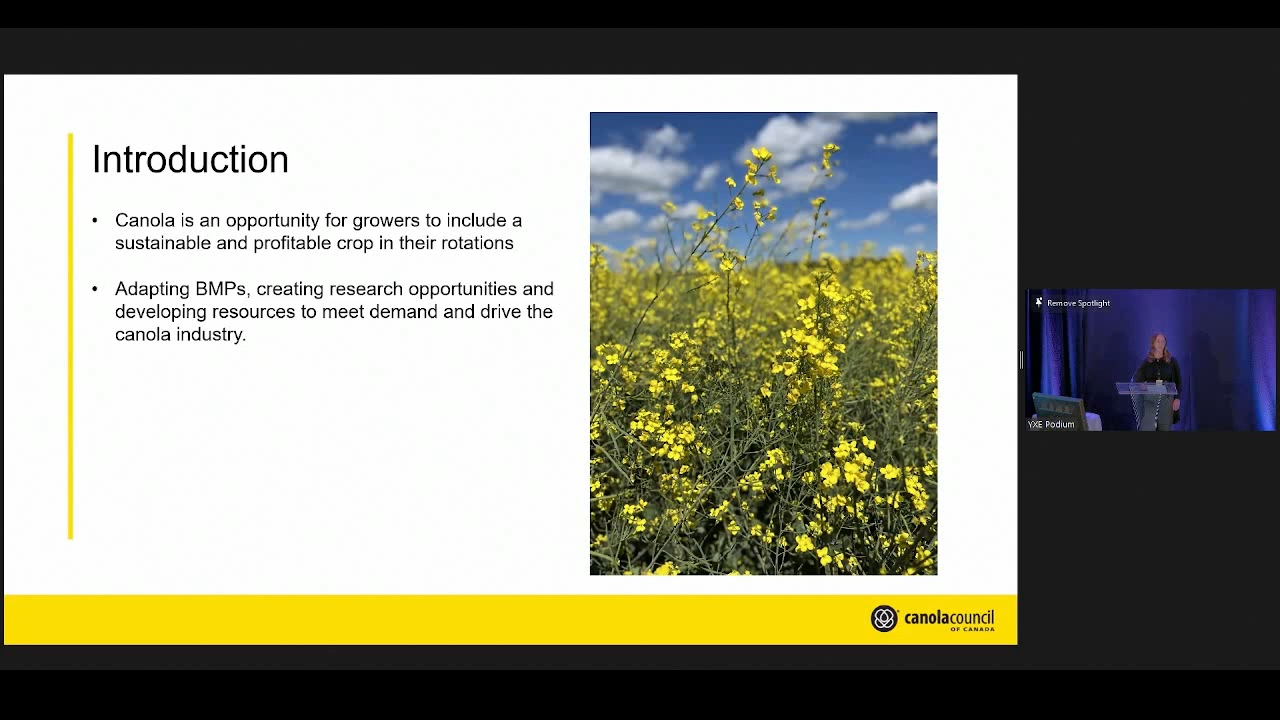 Introduction
• Canola is an opportunity for growers to include a
sustainable and profitable crop in their rotations
• Adapting BMPs, creating research opportunities and
developing resources to meet demand and drive the
canola industry.
canolacouncil
OF CANADA
Remove Spotlight
YXE Podium